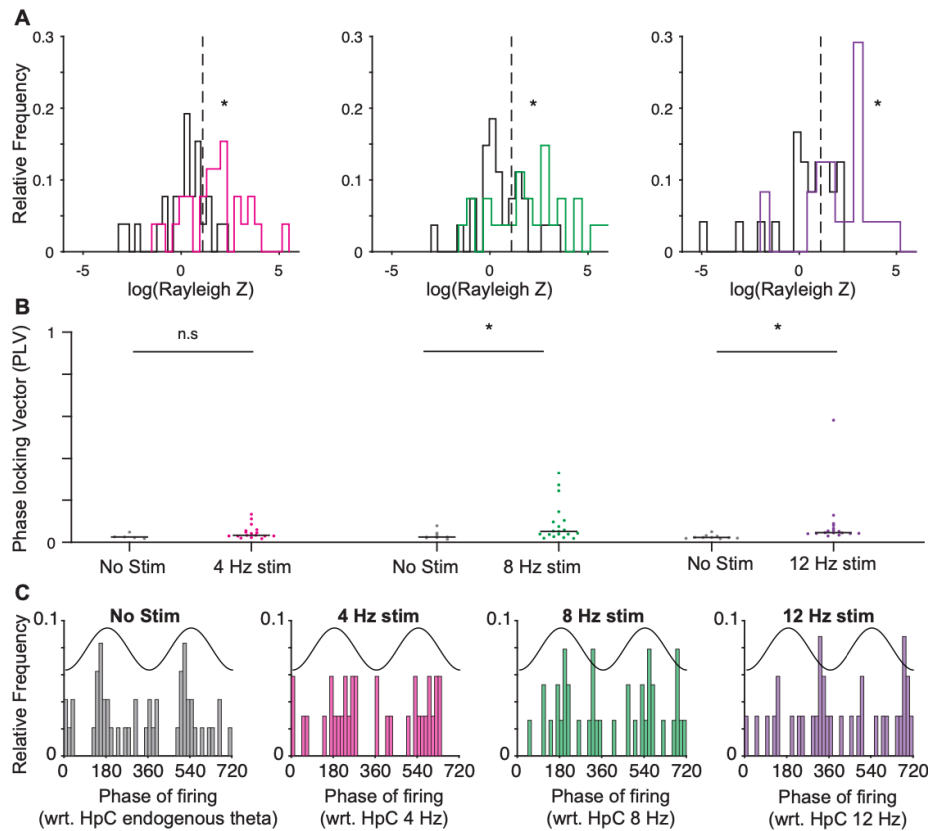 A
Relative Frequency
0.3
0.2
0.1
0
-5 0 5
log(Rayleigh Z)
*
0.3
0.2
0.1
0
-5 0 5
log(Rayleigh Z)
*
0.3
0.2
0.1
0
-5 0 5
log(Rayleigh Z)
*
B
Phase locking Vector (PLV)
1
0
n.s
*
*
No Stim 4 Hz stim No Stim 8 Hz stim No Stim 12 Hz stim
C
Relative Frequency
No Stim
0.1
0
0 180 360 540 720
Phase of firing
(wrt. HpC endogenous theta)
4 Hz stim
0.1
0
0 180 360 540 720
Phase of firing
(wrt. HpC 4 Hz)
8 Hz stim
0.1
0
0 180 360 540 720
Phase of firing
(wrt. HpC 8 Hz)
12 Hz stim
0.1
0
0 180 360 540 720
Phase of firing
(wrt. HpC 12 Hz)